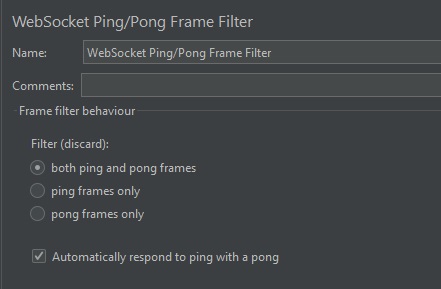 WebSocket Ping/Pong Frame Filter
Name: WebSocket Ping/Pong Frame Filter
Comments:
Frame filter behaviour
Filter (discard):
both ping and pong frames
ping frames only
pong frames only
Automatically respond to ping with a pong